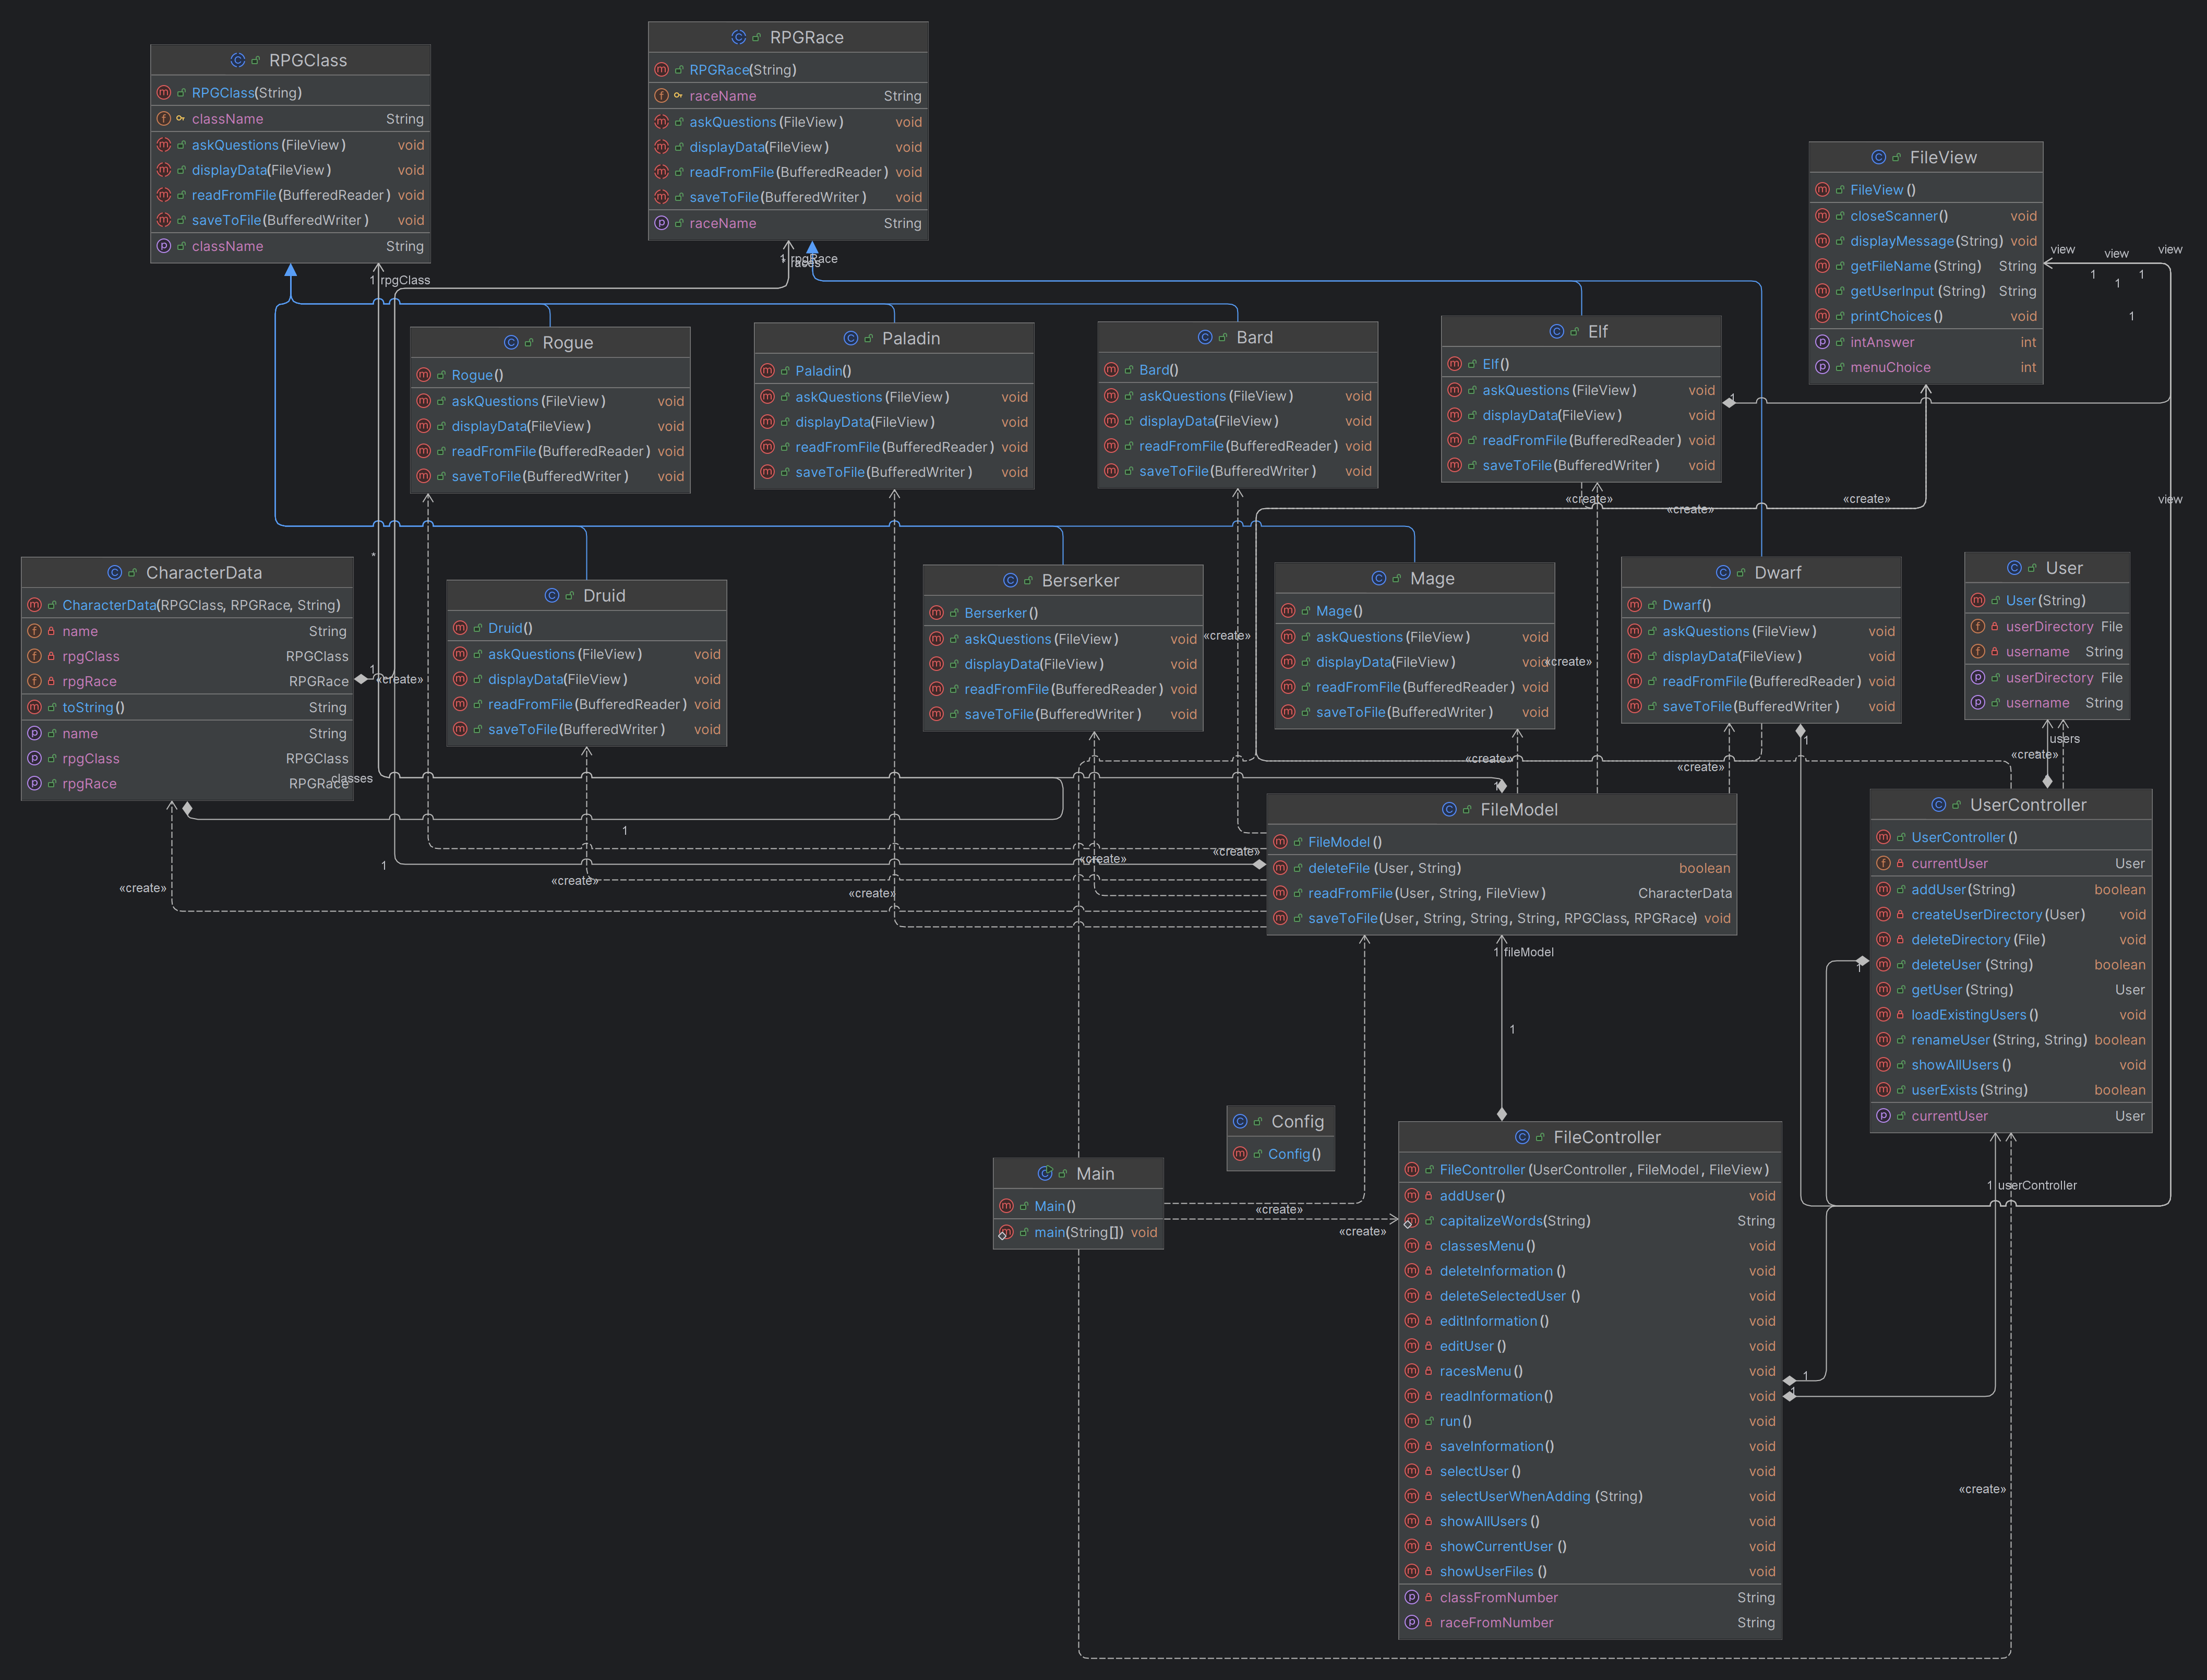 RPGClass
RPGClass(String)
className String
askQuestions(FileView) void
displayData(FileView) void
readFromFile(BufferedReader) void
saveToFile(BufferedWriter) void
className String
1 rpgClass
RPGRace
RPGRace(String)
raceName String
askQuestions(FileView) void
displayData(FileView) void
readFromFile(BufferedReader) void
saveToFile(BufferedWriter) void
raceName String
1 rpgRace
races
FileView
FileView()
closeScanner() void
displayMessage(String) void
getFileName(String) String
getUserInput(String) String
printChoices() void
intAnswer int
menuChoice int
view
view
view
1
1
1
1
view
Rogue
Rogue()
askQuestions(FileView) void
displayData(FileView) void
readFromFile(BufferedReader) void
saveToFile(BufferedWriter) void
Paladin
Paladin()
askQuestions(FileView) void
displayData(FileView) void
readFromFile(BufferedReader) void
saveToFile(BufferedWriter) void
Bard
Bard()
askQuestions(FileView) void
displayData(FileView) void
readFromFile(BufferedReader) void
saveToFile(BufferedWriter) void
Elf
Elf()
askQuestions(FileView) void
displayData(FileView) void
readFromFile(BufferedReader) void
saveToFile(BufferedWriter) void
1
«create»
«create»
«create»
*
CharacterData
CharacterData(RPGClass, RPGRace, String)
name String
rpgClass RPGClass
rpgRace RPGRace
toString() String
name String
rpgClass RPGClass
rpgRace RPGRace
1
«create»
classes
Druid
Druid()
askQuestions(FileView) void
displayData(FileView) void
readFromFile(BufferedReader) void
saveToFile(BufferedWriter) void
Berserker
Berserker()
askQuestions(FileView) void
displayData(FileView) void
readFromFile(BufferedReader) void
saveToFile(BufferedWriter) void
«create»
Mage
Mage()
askQuestions(FileView) void
displayData(FileView) void
readFromFile(BufferedReader) void
saveToFile(BufferedWriter) void
«create»
Dwarf
Dwarf()
askQuestions(FileView) void
displayData(FileView) void
readFromFile(BufferedReader) void
saveToFile(BufferedWriter) void
1
User
User(String)
userDirectory File
username String
userDirectory File
username String
users
«create»
«create»
«create»
1
FileModel
FileModel()
deleteFile(User, String) boolean
readFromFile(User, String, FileView) CharacterData
saveToFile(User, String, String, String, RPGClass, RPGRace) void
1
1
«create»
«create»
«create»
«create»
«create»
1 fileModel
1
UserController
UserController()
currentUser User
addUser(String) boolean
createUserDirectory(User) void
deleteDirectory(File) void
deleteUser(String) boolean
getUser(String) User
loadExistingUsers() void
renameUser(String, String) boolean
showAllUsers() void
userExists(String) boolean
currentUser User
1
1 userController
Config
Config()
Main
Main()
main(String[]) void
«create»
«create»
FileController
FileController(UserController, FileModel, FileView)
addUser() void
capitalizeWords(String) String
classesMenu() void
deleteInformation() void
deleteSelectedUser() void
editInformation() void
editUser() void
racesMenu() void
readInformation() void
run() void
saveInformation() void
selectUser() void
selectUserWhenAdding(String) void
showAllUsers() void
showCurrentUser() void
showUserFiles() void
classFromNumber String
raceFromNumber String
1
1
«create»